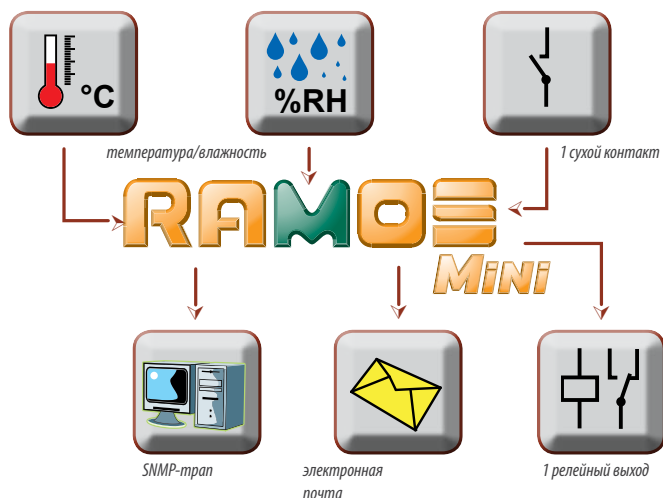 °C
%RH
температура/влажность
1 сухой контакт
RAMOS
Mini
SNMP-трап
электронная
почта
1 релейный выход